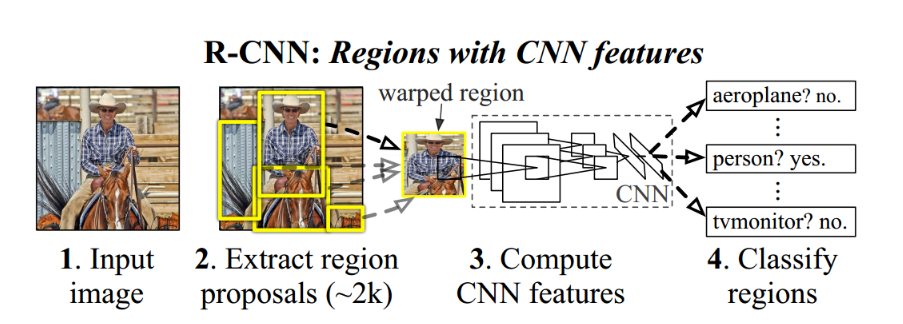 R-CNN: Regions with CNN features
warped region
aeroplane? no.
person? yes.
tvmonitor? no.
CNN
1. Input
image
2. Extract region
proposals (~2k)
3. Compute
CNN features
4. Classify
regions